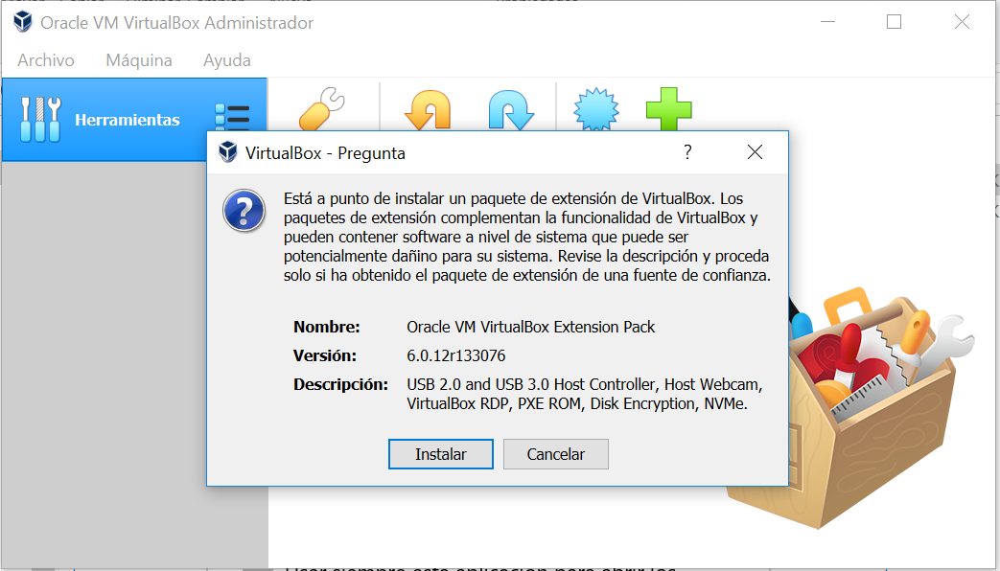 Oracle VM VirtualBox Administrador
Archivo Máquina Ayuda
Herramientas
VirtualBox - Pregunta
?
Está a punto de instalar un paquete de extensión de VirtualBox. Los
paquetes de extensión complementan la funcionalidad de VirtualBox y
pueden contener software a nivel de sistema que puede ser
potencialmente dañino para su sistema. Revise la descripción y proceda
solo si ha obtenido el paquete de extensión de una fuente de confianza.
Nombre: Oracle VM VirtualBox Extension Pack
Versión: 6.0.12r133076
Descripción: USB 2.0 and USB 3.0 Host Controller, Host Webcam,
VirtualBox RDP, PXE ROM, Disk Encryption, NVMe.
Instalar Cancelar